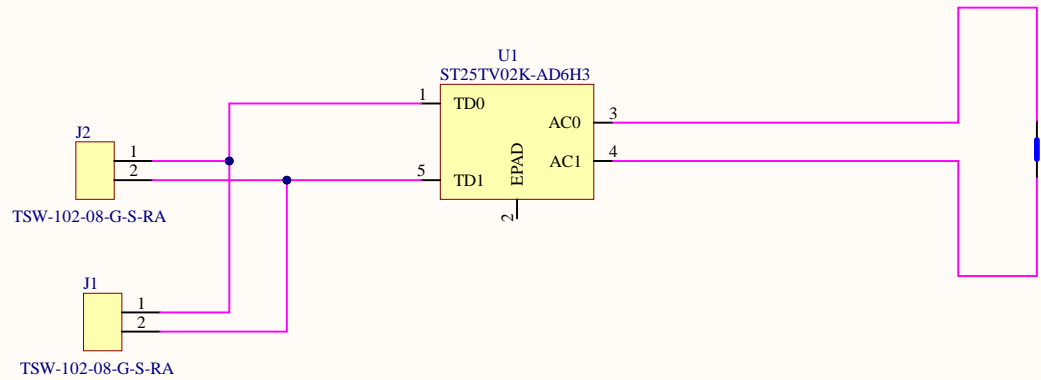 U1
ST25TV02K-AD6H3
1 TD0
AC0 3
J2
1
2
AC1 4
5 TD1
EPAD
2
TSW-102-08-G-S-RA
J1
1
2
TSW-102-08-G-S-RA